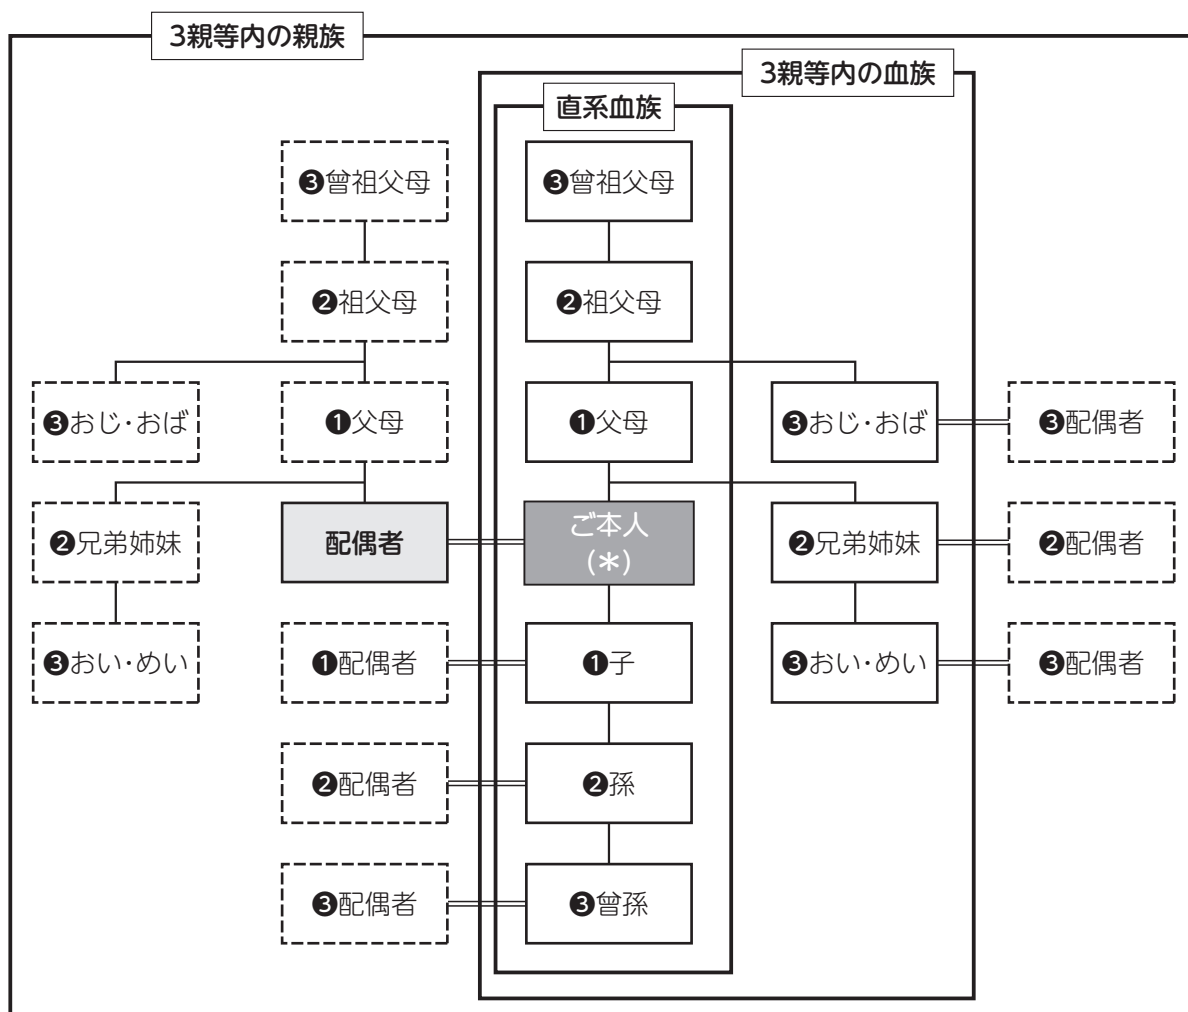 3親等内の親族
3親等内の血族
直系血族
❸曾祖父母
❸曾祖父母
❷祖父母
❷祖父母
❸おじ・おば
❶父母
❶父母
❸おじ・おば
❸配偶者
❷兄弟姉妹
配偶者
ご本人
(＊)
❷兄弟姉妹
❷配偶者
❸おい・めい
❶配偶者
❶子
❸おい・めい
❸配偶者
❷配偶者
❷孫
❸配偶者
❸曾孫